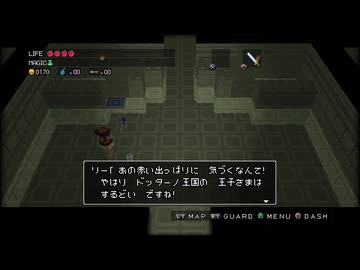 LIFE
MAGIC
0170 00 00
リー「あの赤い出っぱりに 気づくなんて!
やはり ドッターノ王国の 王子さまは
するどい ですね!
LT MAP RT GUARD MENU DASH